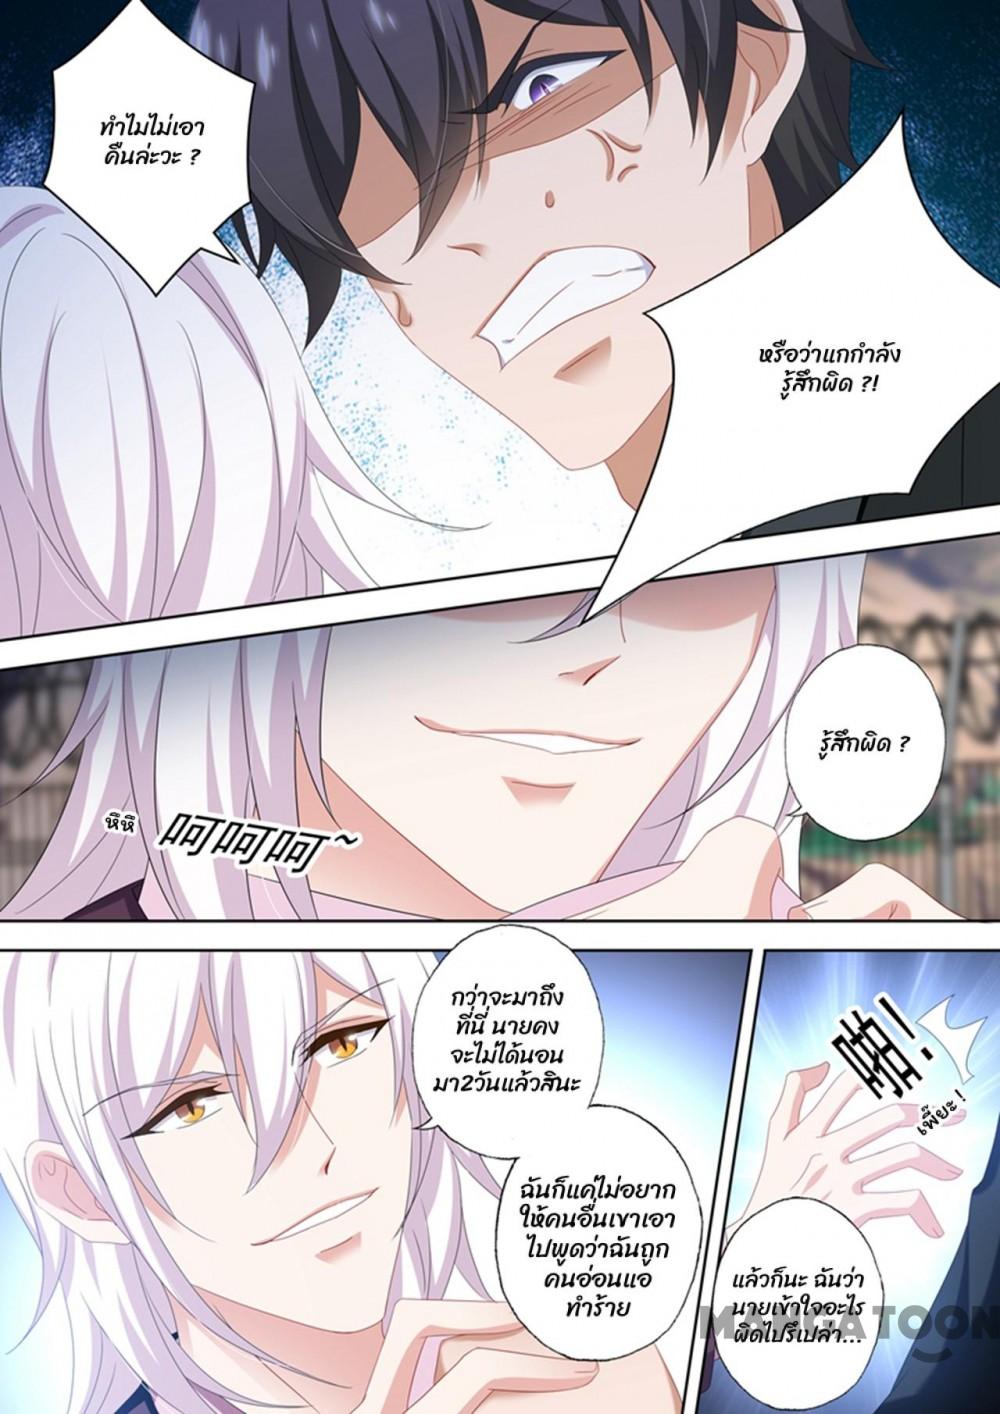 ทำไมไม่เอา
คืนล่ะวะ ?
หรือว่าแกกำลัง
รู้สึกผิด ?!
รู้สึกผิด ?
หึหึ
呵呵呵~
กว่าจะมาถึง
ที่นี่ นายคง
จะไม่ได้นอน
มา2วันแล้วสินะ
ฉันก็แค่ไม่อยาก
ให้คนอื่นเขาเอา
ไปพูดว่าฉันถูก
คนอ่อนแอ
ทำร้าย
啪!
เพี๊ยะ !
แล้วก็นะ ฉันว่า
นายเข้าใจอะไร
ผิดไปรึเปล่า...
MANGATOON